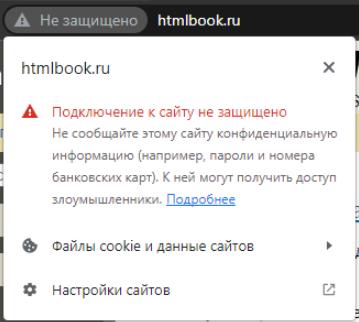 Не защищено htmlbook.ru
htmlbook.ru
Подключение к сайту не защищено
Не сообщайте этому сайту конфиденциальную
информацию (например, пароли и номера
банковских карт). К ней могут получить доступ
злоумышленники. Подробнее
Файлы cookie и данные сайтов
Настройки сайтов